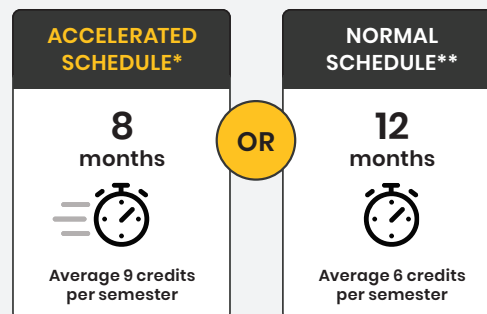 ACCELERATED
SCHEDULE*
8
months
Average 9 credits
per semester
OR
NORMAL
SCHEDULE**
12
months
Average 6 credits
per semester